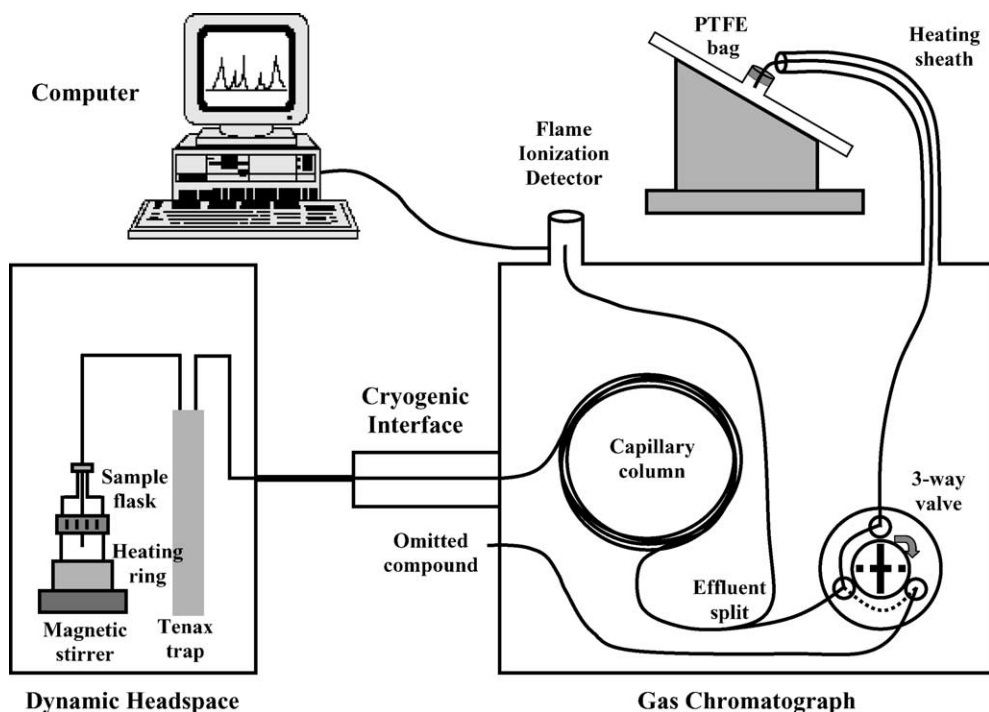 PTFE
bag
Heating
sheath
Computer
Flame
Ionization
Detector
Cryogenic
Interface
Capillary
column
3-way
valve
Sample
flask
Heating
ring
Omitted
compound
Effluent
split
Magnetic
stirrer
Tenax
trap
Dynamic Headspace
Gas Chromatograph